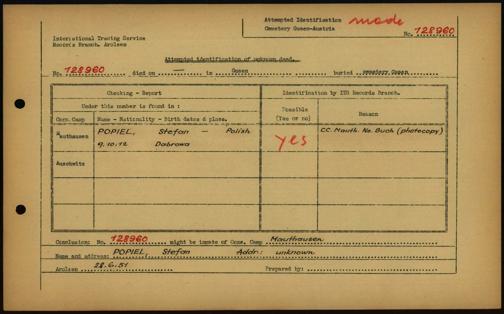 Attempted Identification made
Cemetery Gusen-Austria
No. 128960
International Tracing Service
Records Branch, Arolsen
Attempted identification of unknown dead.
No. 128960 died on — in Gusen buried cemetery Gusen
Checking - Report
Identification by ITS Records Branch.
Under this number is found in :
Possible
(Yes or no)
Reason
Conc. Camp
Name - Nationality - Birth dates & place.
Mauthausen
POPIEL, Stefan — Polish
9.10.12 Dabrowa
yes
CC. Mauth. No. Buch (photocopy)
Auschwitz
Conclusion: No. 128960 might be inmate of Conc. Camp Mauthausen
Name and address: POPIEL, Stefan Addr: unknown
Arolsen 28.6.51
Prepared by: